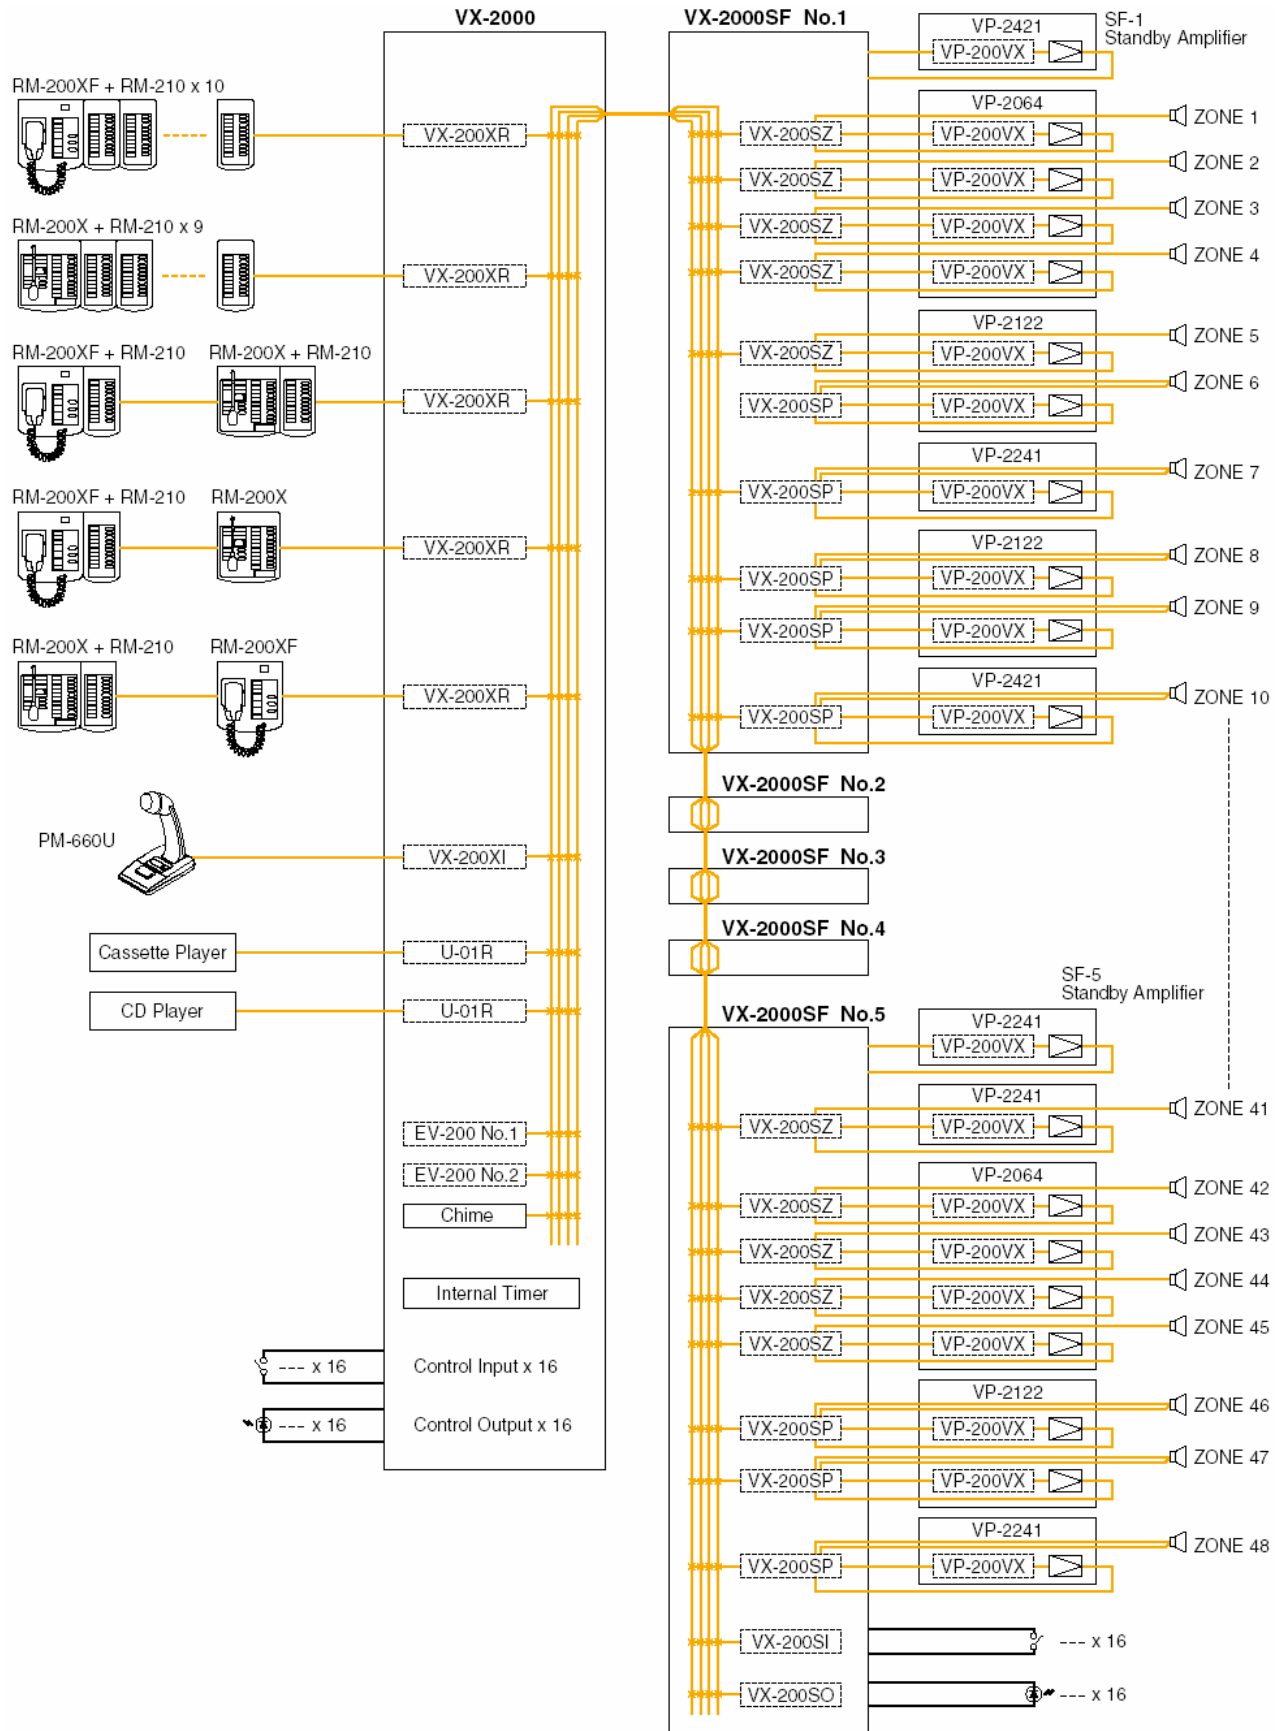 VX-2000
RM-200XF + RM-210 x 10
VX-200XR
RM-200X + RM-210 x 9
VX-200XR
RM-200XF + RM-210
RM-200X + RM-210
VX-200XR
RM-200XF + RM-210
RM-200X
VX-200XR
RM-200X + RM-210
RM-200XF
VX-200XR
PM-660U
VX-200XI
Cassette Player
U-01R
CD Player
U-01R
EV-200 No.1
EV-200 No.2
Chime
Internal Timer
--- x 16
Control Input x 16
--- x 16
Control Output x 16
VX-2000SF No.1
VP-2421
VP-200VX
SF-1
Standby Amplifier
VP-2064
VX-200SZ
VP-200VX
ZONE 1
VX-200SZ
VP-200VX
ZONE 2
VX-200SZ
VP-200VX
ZONE 3
VX-200SZ
VP-200VX
ZONE 4
VP-2122
VX-200SZ
VP-200VX
ZONE 5
VX-200SP
VP-200VX
ZONE 6
VP-2241
VX-200SP
VP-200VX
ZONE 7
VP-2122
VX-200SP
VP-200VX
ZONE 8
VX-200SP
VP-200VX
ZONE 9
VP-2421
VX-200SP
VP-200VX
ZONE 10
VX-2000SF No.2
VX-2000SF No.3
VX-2000SF No.4
SF-5
Standby Amplifier
VX-2000SF No.5
VP-2241
VP-200VX
VP-2241
VX-200SZ
VP-200VX
ZONE 41
VP-2064
VX-200SZ
VP-200VX
ZONE 42
VX-200SZ
VP-200VX
ZONE 43
VX-200SZ
VP-200VX
ZONE 44
VX-200SZ
VP-200VX
ZONE 45
VP-2122
VX-200SP
VP-200VX
ZONE 46
VX-200SP
VP-200VX
ZONE 47
VP-2241
VX-200SP
VP-200VX
ZONE 48
VX-200SI
--- x 16
VX-200SO
--- x 16